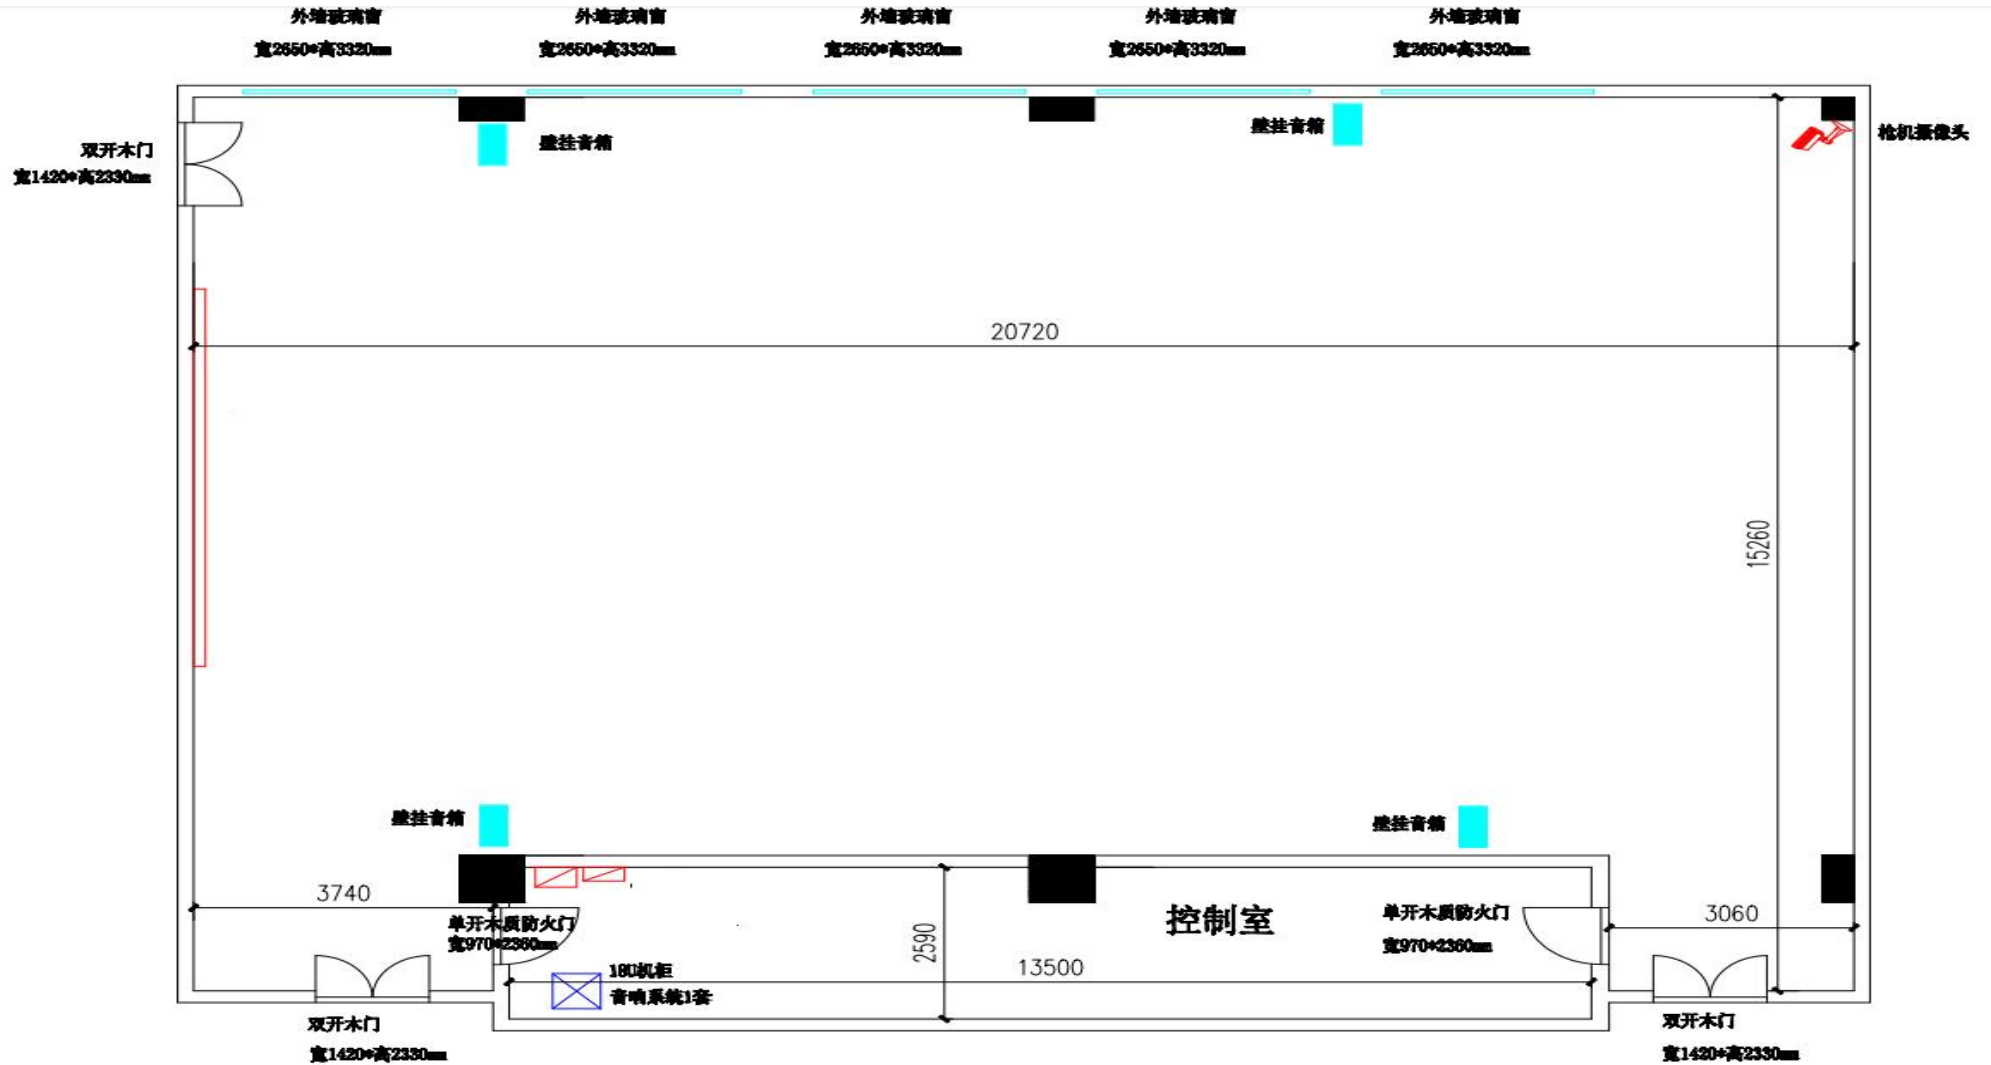 外墙玻璃窗 外墙玻璃窗 外墙玻璃窗 外墙玻璃窗 外墙玻璃窗
宽2650*高3320mm 宽2650*高3320mm 宽2650*高3320mm 宽2650*高3320mm 宽2650*高3320mm
壁挂音箱
壁挂音箱
枪机摄像头
双开木门
宽1420*高2330mm
20720
15260
壁挂音箱
壁挂音箱
3740
单开木质防火门
宽970*2360mm
2590
控制室
单开木质防火门
宽970*2360mm
3060
18U机柜
音响系统1套
13500
双开木门
宽1420*高2330mm
双开木门
宽1420*高2330mm